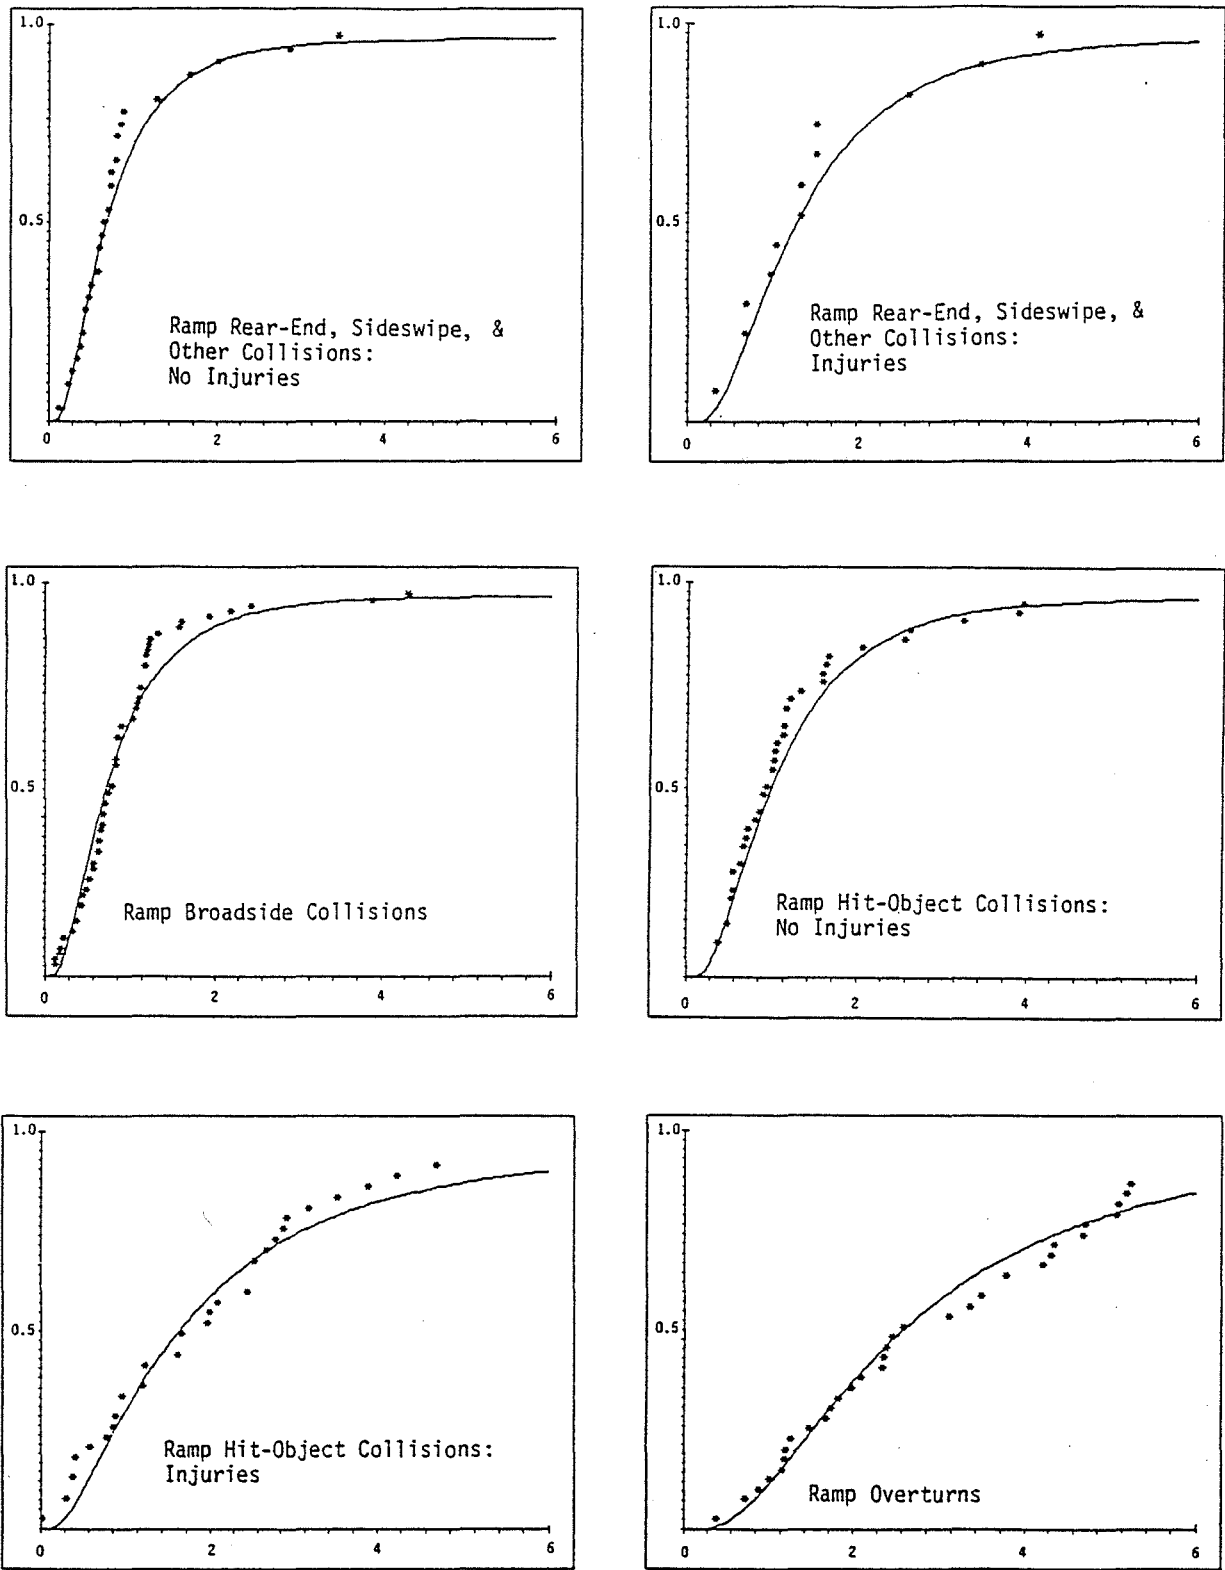 1.0
0.5
Ramp Rear-End, Sideswipe, &
Other Collisions:
No Injuries
0 2 4 6
1.0
0.5
Ramp Rear-End, Sideswipe, &
Other Collisions:
Injuries
0 2 4 6
1.0
0.5
Ramp Broadside Collisions
0 2 4 6
1.0
0.5
Ramp Hit-Object Collisions:
No Injuries
0 2 4 6
1.0
0.5
Ramp Hit-Object Collisions:
Injuries
0 2 4 6
1.0
0.5
Ramp Overturns
0 2 4 6